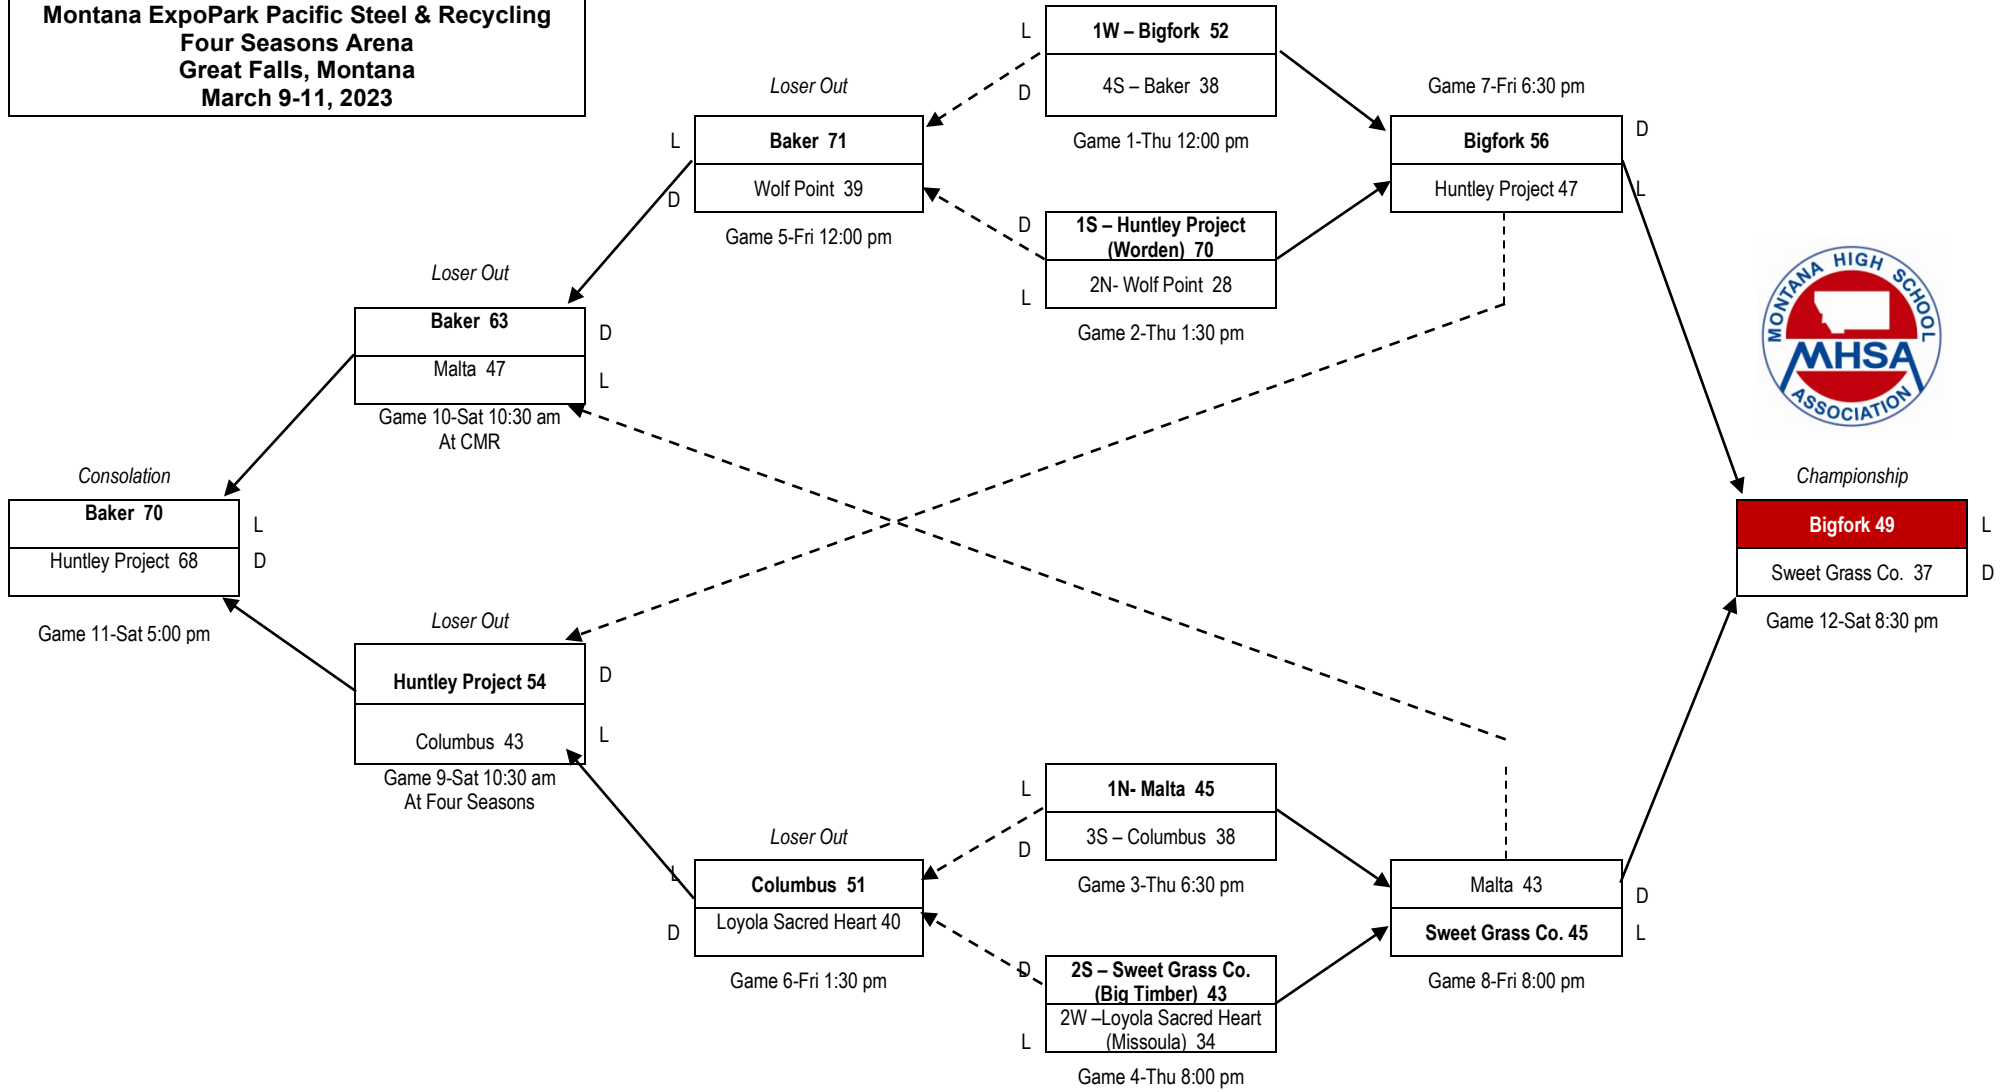 Montana ExpoPark Pacific Steel & Recycling
Four Seasons Arena
Great Falls, Montana
March 9-11, 2023
L
1W – Bigfork 52
D
4S – Baker 38
Game 1-Thu 12:00 pm
Loser Out
L
Baker 71
D
Wolf Point 39
Game 5-Fri 12:00 pm
Game 7-Fri 6:30 pm
Bigfork 56
D
Huntley Project 47
L
D
1S – Huntley Project
(Worden) 70
2N- Wolf Point 28
L
Game 2-Thu 1:30 pm
Loser Out
Baker 63
D
Malta 47
L
Game 10-Sat 10:30 am
At CMR
MONTANA HIGH SCHOOL
MHSA
ASSOCIATION
Consolation
Baker 70
L
Huntley Project 68
D
Game 11-Sat 5:00 pm
Championship
Bigfork 49
L
Sweet Grass Co. 37
D
Game 12-Sat 8:30 pm
Loser Out
Huntley Project 54
D
Columbus 43
L
Game 9-Sat 10:30 am
At Four Seasons
L
1N- Malta 45
D
3S – Columbus 38
Game 3-Thu 6:30 pm
Loser Out
L
Columbus 51
D
Loyola Sacred Heart 40
Game 6-Fri 1:30 pm
Malta 43
D
Sweet Grass Co. 45
L
Game 8-Fri 8:00 pm
D
2S – Sweet Grass Co.
(Big Timber) 43
2W –Loyola Sacred Heart
L
(Missoula) 34
Game 4-Thu 8:00 pm